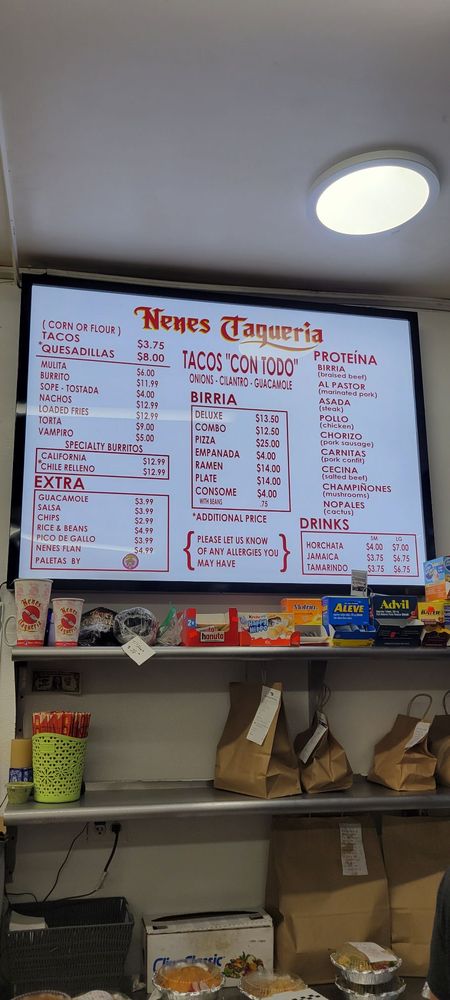 Nenes Taqueria
( CORN OR FLOUR )
TACOS $3.75
*QUESADILLAS $8.00
MULITA $6.00
BURRITO $11.99
SOPE - TOSTADA $4.00
NACHOS $12.99
LOADED FRIES $12.99
TORTA $9.00
VAMPIRO $5.00
SPECIALTY BURRITOS
CALIFORNIA $12.99
*CHILE RELLENO $12.99
EXTRA
GUACAMOLE $3.99
SALSA $3.99
CHIPS $2.99
RICE & BEANS $4.99
PICO DE GALLO $3.99
NENES FLAN $4.99
PALETAS BY
TACOS "CON TODO"
ONIONS - CILANTRO - GUACAMOLE
BIRRIA
DELUXE $13.50
COMBO $12.50
PIZZA $25.00
EMPANADA $4.00
RAMEN $14.00
PLATE $14.00
CONSOME $4.00
WITH BEANS .75
*ADDITIONAL PRICE
{ PLEASE LET US KNOW
OF ANY ALLERGIES YOU
MAY HAVE }
PROTEÍNA
BIRRIA
(braised beef)
AL PASTOR
(marinated pork)
ASADA
(steak)
POLLO
(chicken)
CHORIZO
(pork sausage)
CARNITAS
(pork confit)
CECINA
(salted beef)
CHAMPIÑONES
(mushrooms)
NOPALES
(cactus)
DRINKS
SM LG
HORCHATA $4.00 $7.00
JAMAICA $3.75 $6.75
TAMARINDO $3.75 $6.75
Nenes
Nenes
hanuta
ALEVE
Advil